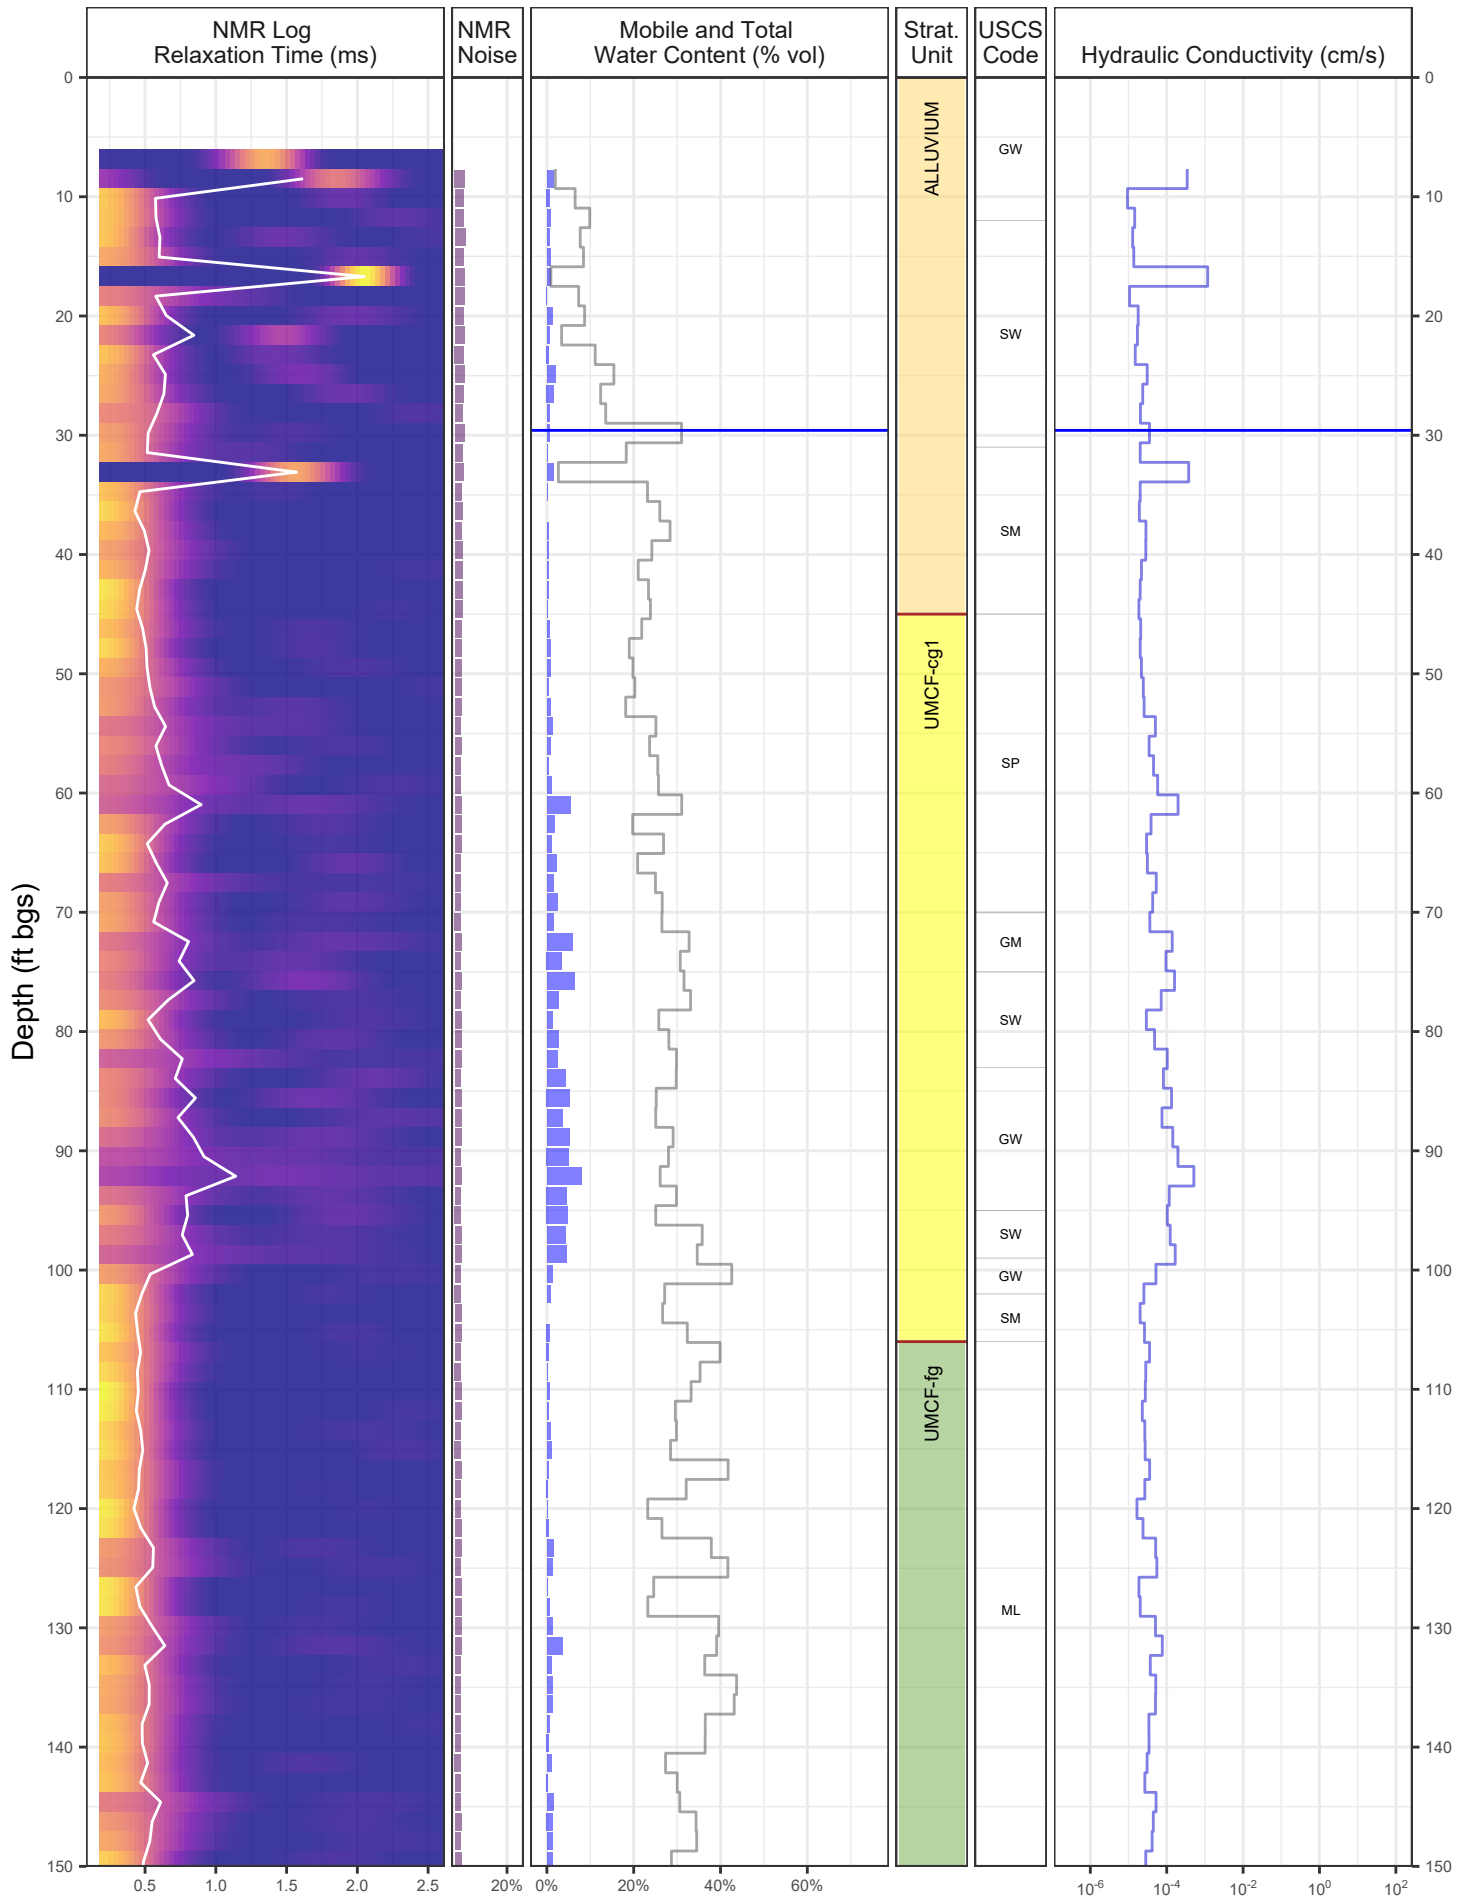 NMR Log
Relaxation Time (ms)
NMR
Noise
Mobile and Total
Water Content (% vol)
Strat.
Unit
USCS
Code
Hydraulic Conductivity (cm/s)
Depth (ft bgs)
0
10
20
30
40
50
60
70
80
90
100
110
120
130
140
150
ALLUVIUM
UMCF-cg1
UMCF-fg
GW
SW
SM
SP
GM
SW
GW
SW
GW
SM
ML
0
10
20
30
40
50
60
70
80
90
100
110
120
130
140
150
0.5 1.0 1.5 2.0 2.5
20%
0% 20% 40% 60%
10⁻⁶ 10⁻⁴ 10⁻² 10⁰ 10²